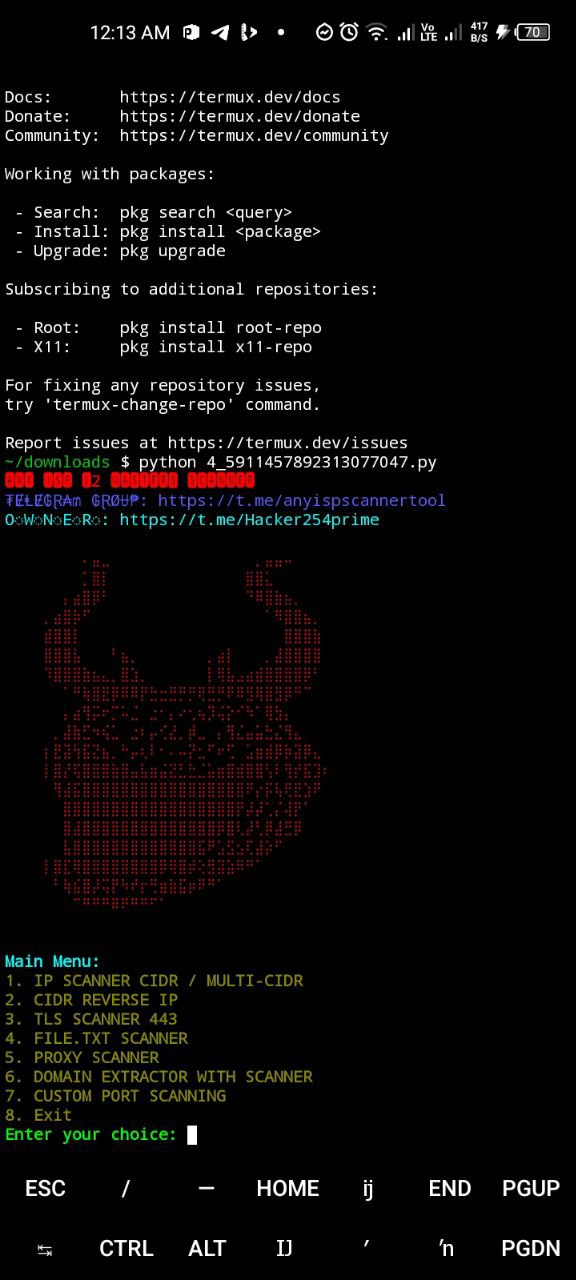 12:13 AM Vo LTE 417 B/S 70
Docs: https://termux.dev/docs
Donate: https://termux.dev/donate
Community: https://termux.dev/community
Working with packages:
- Search: pkg search <query>
- Install: pkg install <package>
- Upgrade: pkg upgrade
Subscribing to additional repositories:
- Root: pkg install root-repo
- X11: pkg install x11-repo
For fixing any repository issues,
try 'termux-change-repo' command.
Report issues at https://termux.dev/issues
~/downloads $ python 4_5911457892313077047.py
₮ɆⱠɆ₲Ɽ₳₥ ₲ⱤØɄ₱: https://t.me/anyispscannertool
O҉W҉N҉E҉R҉: https://t.me/Hacker254prime
Main Menu:
1. IP SCANNER CIDR / MULTI-CIDR
2. CIDR REVERSE IP
3. TLS SCANNER 443
4. FILE.TXT SCANNER
5. PROXY SCANNER
6. DOMAIN EXTRACTOR WITH SCANNER
7. CUSTOM PORT SCANNING
8. Exit
Enter your choice:
ESC / — HOME ĳ END PGUP
↹ CTRL ALT Ĳ ′ ŉ PGDN